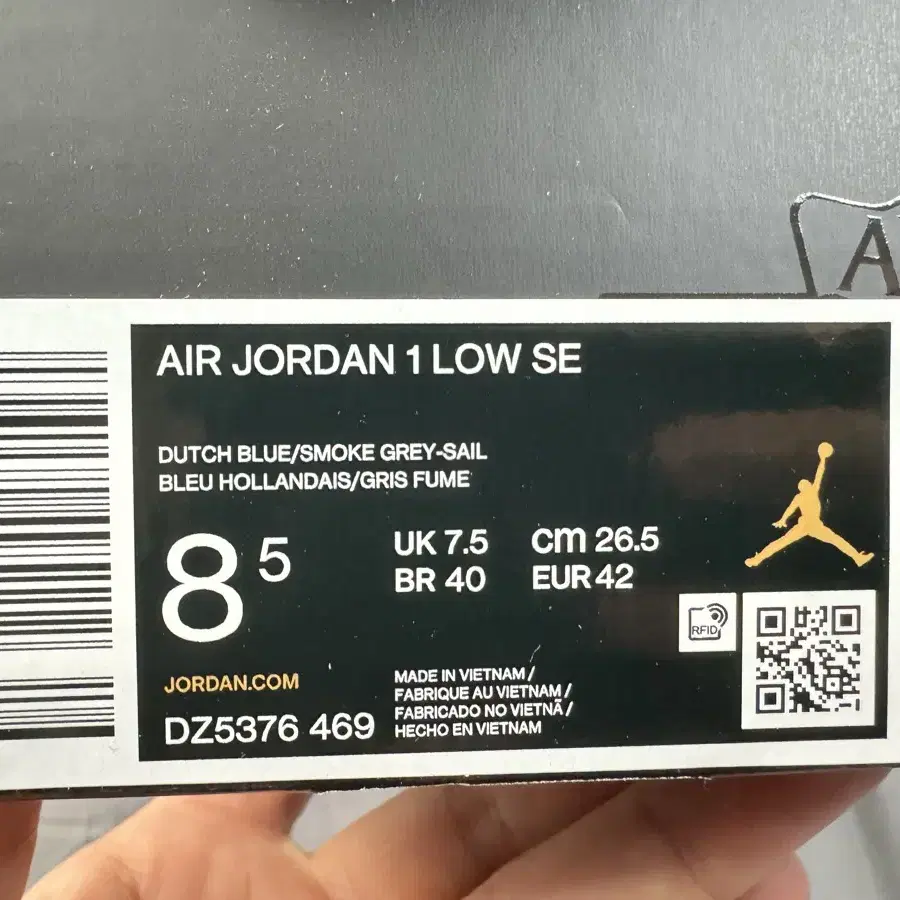 AIR JORDAN 1 LOW SE
DUTCH BLUE/SMOKE GREY-SAIL
BLEU HOLLANDAIS/GRIS FUME
8 5
UK 7.5 cm 26.5
BR 40 EUR 42
RFID
JORDAN.COM
DZ5376 469
MADE IN VIETNAM /
FABRIQUE AU VIETNAM /
FABRICADO NO VIETNÃ /
HECHO EN VIETNAM